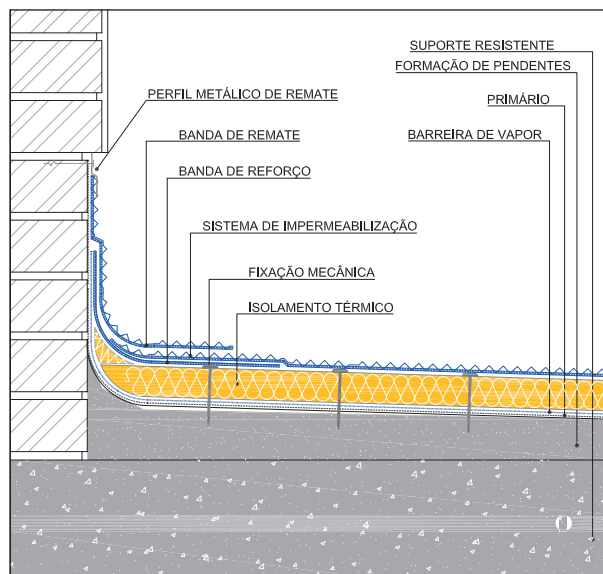 SUPORTE RESISTENTE
FORMAÇÃO DE PENDENTES
PERFIL METÁLICO DE REMATE
PRIMÁRIO
BANDA DE REMATE
BARREIRA DE VAPOR
BANDA DE REFORÇO
SISTEMA DE IMPERMEABILIZAÇÃO
FIXAÇÃO MECÂNICA
ISOLAMENTO TÉRMICO